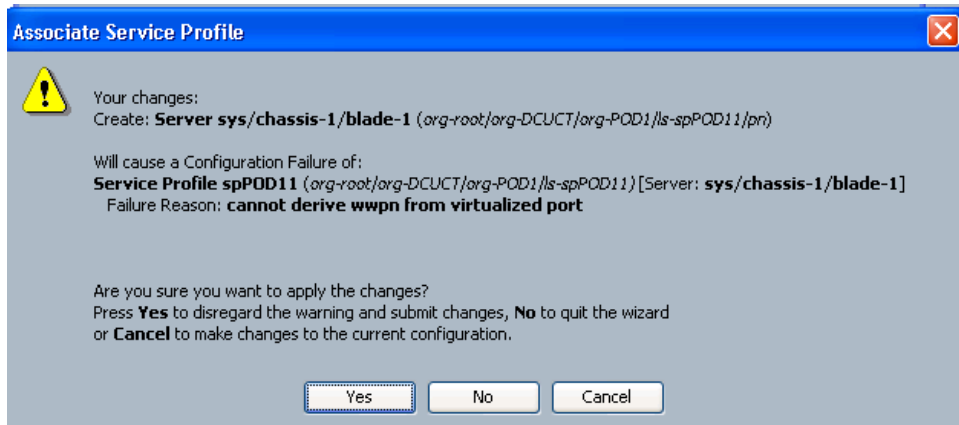 Associate Service Profile
Your changes:
Create: Server sys/chassis-1/blade-1 (org-root/org-DCUCT/org-POD1/ls-spPOD11/pn)
Will cause a Configuration Failure of:
Service Profile spPOD11 (org-root/org-DCUCT/org-POD1/ls-spPOD11) [Server: sys/chassis-1/blade-1]
Failure Reason: cannot derive wwpn from virtualized port
Are you sure you want to apply the changes?
Press Yes to disregard the warning and submit changes, No to quit the wizard
or Cancel to make changes to the current configuration.
Yes No Cancel